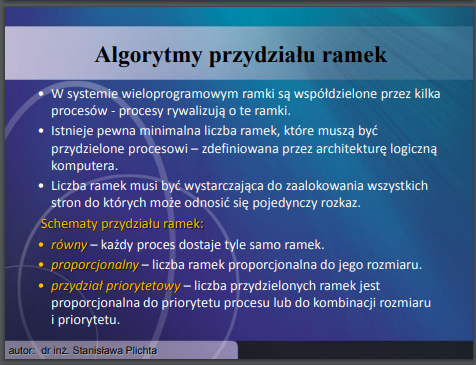 Algorytmy przydziału ramek
• W systemie wieloprogramowym ramki są współdzielone przez kilka
procesów - procesy rywalizują o te ramki.
• Istnieje pewna minimalna liczba ramek, które muszą być
przydzielone procesowi – zdefiniowana przez architekturę logiczną
komputera.
• Liczba ramek musi być wystarczająca do zaalokowania wszystkich
stron do których może odnosić się pojedynczy rozkaz.
Schematy przydziału ramek:
• równy – każdy proces dostaje tyle samo ramek.
• proporcjonalny – liczba ramek proporcjonalna do jego rozmiaru.
• przydział priorytetowy – liczba przydzielonych ramek jest
proporcjonalna do priorytetu procesu lub do kombinacji rozmiaru
i priorytetu.
autor: dr inż. Stanisława Plichta